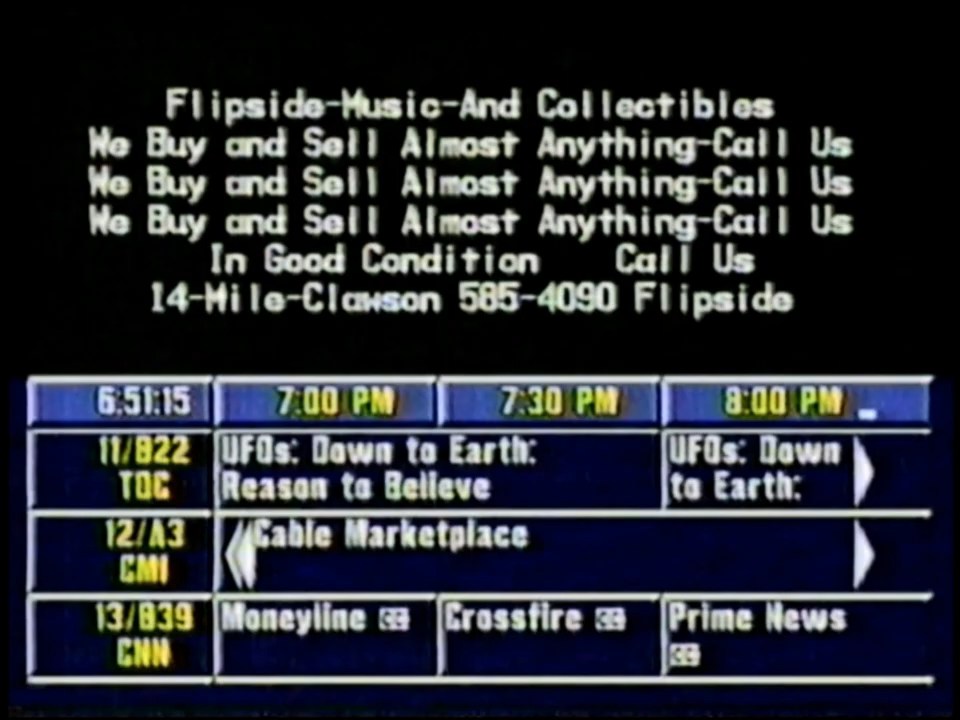 Flipside-Music-And Collectibles
We Buy and Sell Almost Anything-Call Us
We Buy and Sell Almost Anything-Call Us
We Buy and Sell Almost Anything-Call Us
In Good Condition Call Us
14-Mile-Clawson 585-4090 Flipside
6:51:15 7:00 PM 7:30 PM 8:00 PM
11/B22
TDC
UFOs: Down to Earth:
Reason to Believe
UFOs: Down
to Earth:
12/A3
CMI
Cable Marketplace
13/B39
CNN
Moneyline CC
Crossfire CC
Prime News
CC